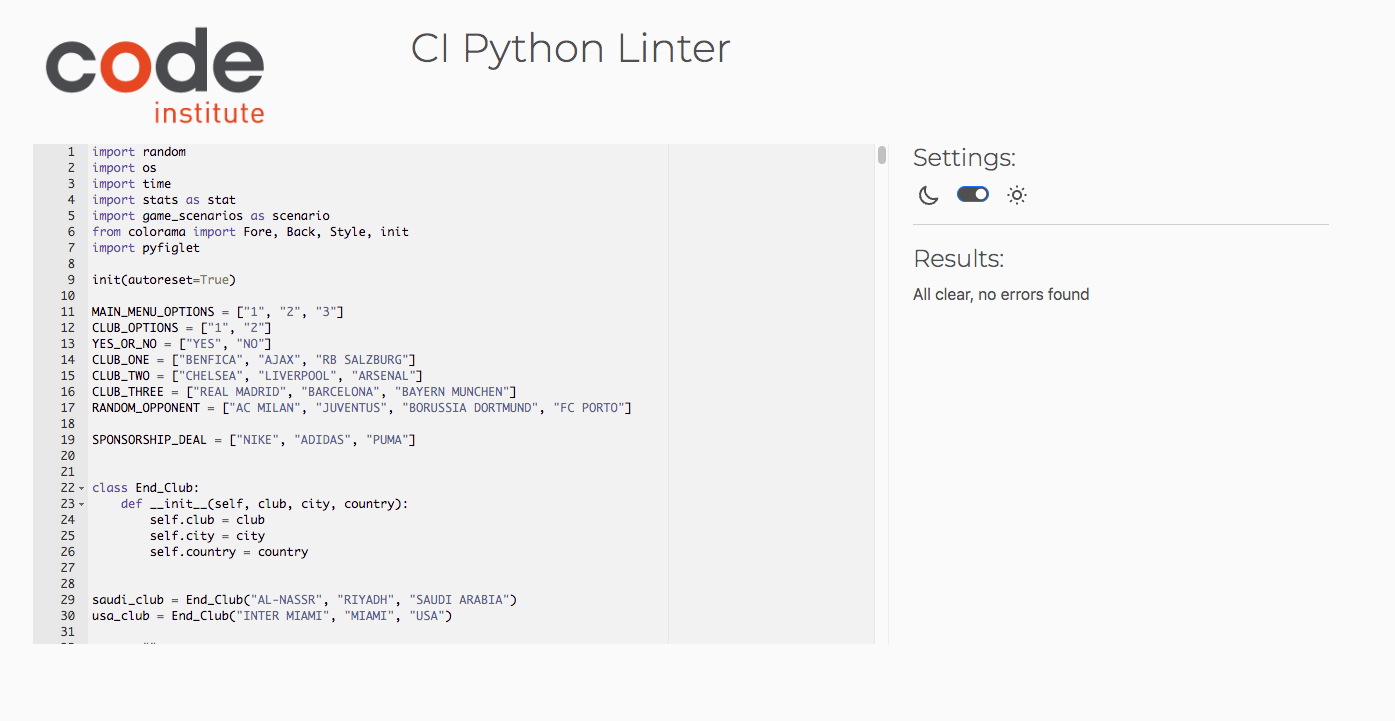 code
institute
CI Python Linter
1 import random
2 import os
3 import time
4 import stats as stat
5 import game_scenarios as scenario
6 from colorama import Fore, Back, Style, init
7 import pyfiglet
8
9 init(autoreset=True)
10
11 MAIN_MENU_OPTIONS = ["1", "2", "3"]
12 CLUB_OPTIONS = ["1", "2"]
13 YES_OR_NO = ["YES", "NO"]
14 CLUB_ONE = ["BENFICA", "AJAX", "RB SALZBURG"]
15 CLUB_TWO = ["CHELSEA", "LIVERPOOL", "ARSENAL"]
16 CLUB_THREE = ["REAL MADRID", "BARCELONA", "BAYERN MUNCHEN"]
17 RANDOM_OPPONENT = ["AC MILAN", "JUVENTUS", "BORUSSIA DORTMUND", "FC PORTO"]
18
19 SPONSORSHIP_DEAL = ["NIKE", "ADIDAS", "PUMA"]
20
21
22 class End_Club:
23     def __init__(self, club, city, country):
24         self.club = club
25         self.city = city
26         self.country = country
27
28
29 saudi_club = End_Club("AL-NASSR", "RIYADH", "SAUDI ARABIA")
30 usa_club = End_Club("INTER MIAMI", "MIAMI", "USA")
31
Settings:
Results:
All clear, no errors found